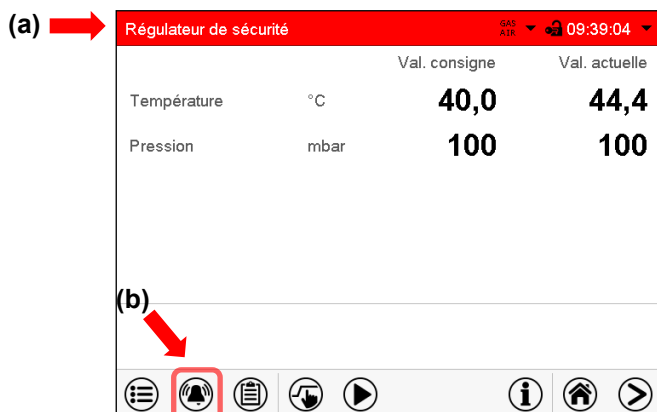 (a)
Régulateur de sécurité GAS AIR 09:39:04
Val. consigne Val. actuelle
Température °C 40,0 44,4
Pression mbar 100 100
(b)
i